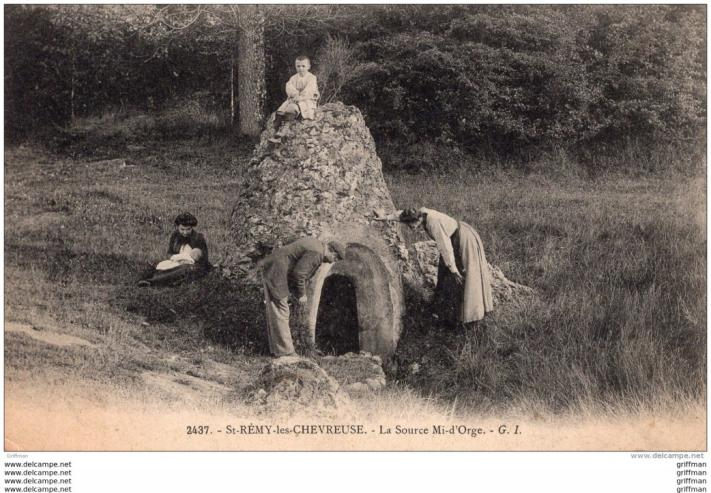 2437. - St-RÉMY-les-CHEVREUSE. - La Source Mi-d'Orge. - G. I.
Griffman
www.delcampe.net
www.delcampe.net griffman
www.delcampe.net griffman
www.delcampe.net griffman
www.delcampe.net griffman